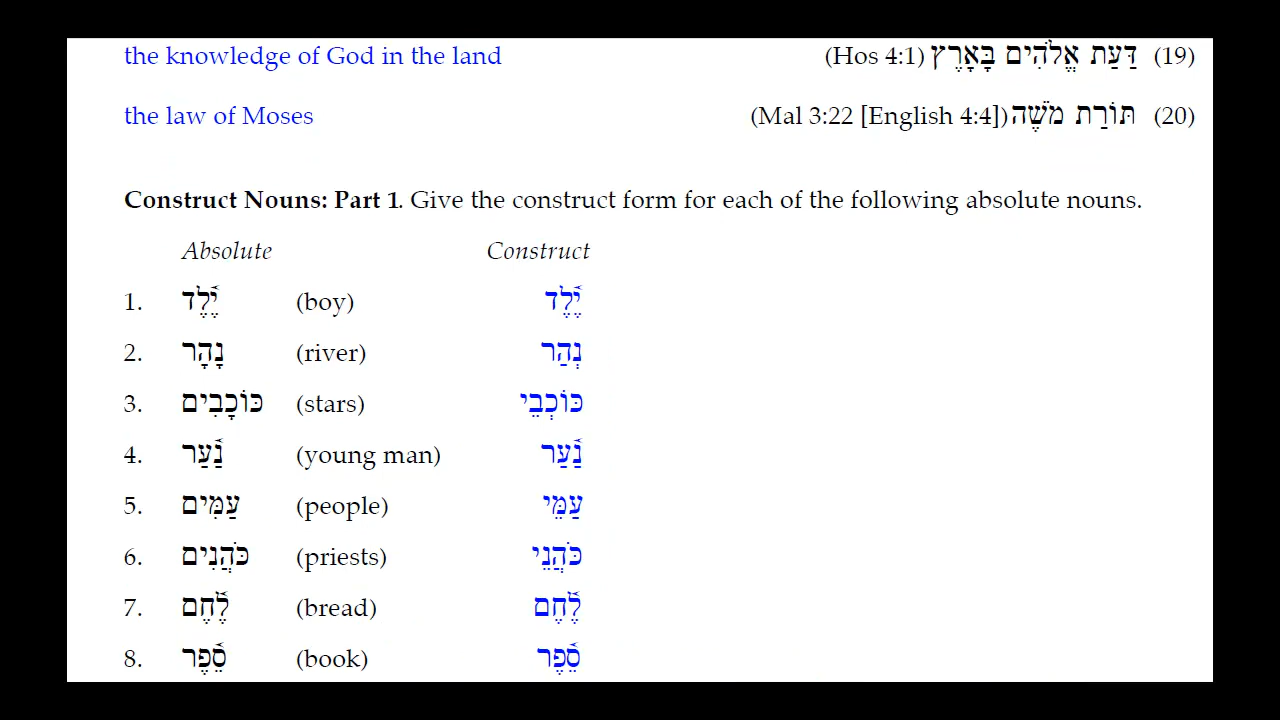 the knowledge of God in the land (19) דַּעַת אֱלֹהִים בָּאָרֶץ (Hos 4:1)
the law of Moses (20) תּוֹרַת מֹשֶׁה (Mal 3:22 [English 4:4])
Construct Nouns: Part 1. Give the construct form for each of the following absolute nouns.
Absolute Construct
1. יֶ֫לֶד (boy) יֶ֫לֶד
2. נָהָר (river) נְהַר
3. כּוֹכָבִים (stars) כּוֹכְבֵי
4. נַ֫עַר (young man) נַ֫עַר
5. עַמִּים (people) עַמֵּי
6. כֹּהֲנִים (priests) כֹּהֲנֵי
7. לֶ֫חֶם (bread) לֶ֫חֶם
8. סֵ֫פֶר (book) סֵ֫פֶר